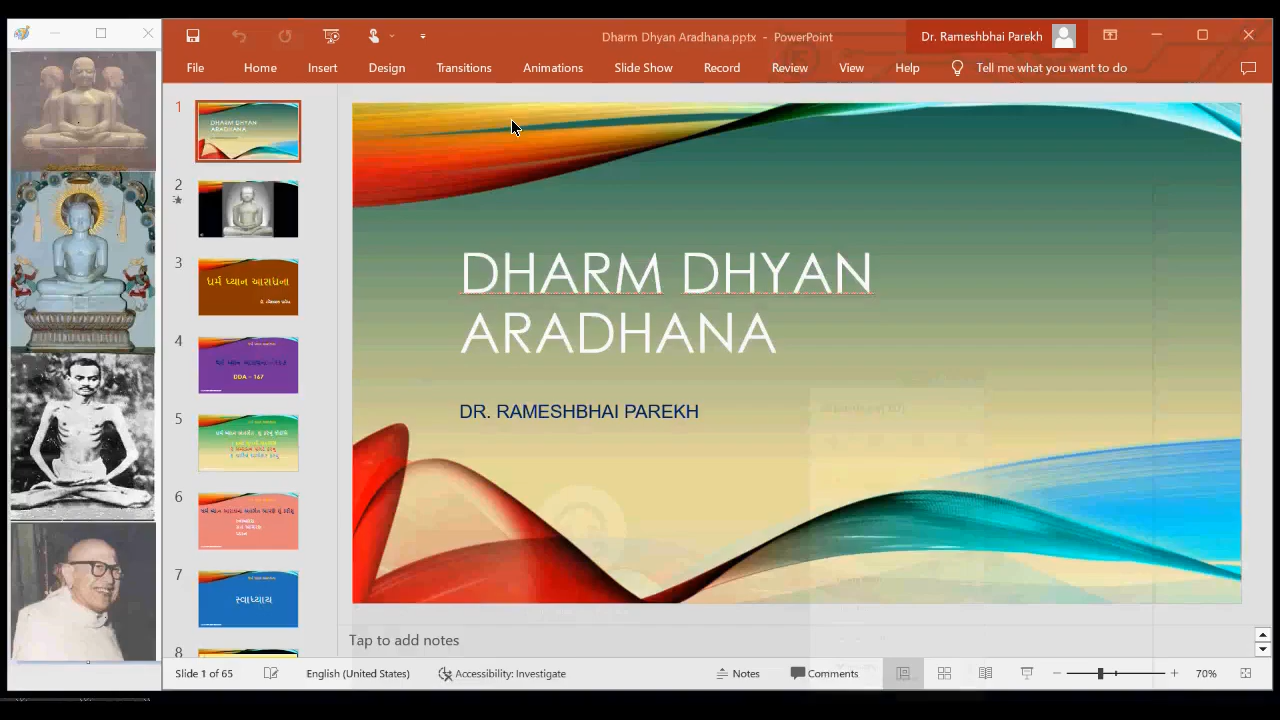 Dharm Dhyan Aradhana.pptx - PowerPoint
Dr. Rameshbhai Parekh
File Home Insert Design Transitions Animations Slide Show Record Review View Help Tell me what you want to do
1
DHARM DHYAN
ARADHANA
2
3
ધર્મ ધ્યાન આરાધના
4
DDA - 167
5
6
7
સ્વાધ્યાય
8
DHARM DHYAN
ARADHANA
DR. RAMESHBHAI PAREKH
Tap to add notes
Slide 1 of 65 English (United States) Accessibility: Investigate Notes Comments 70%